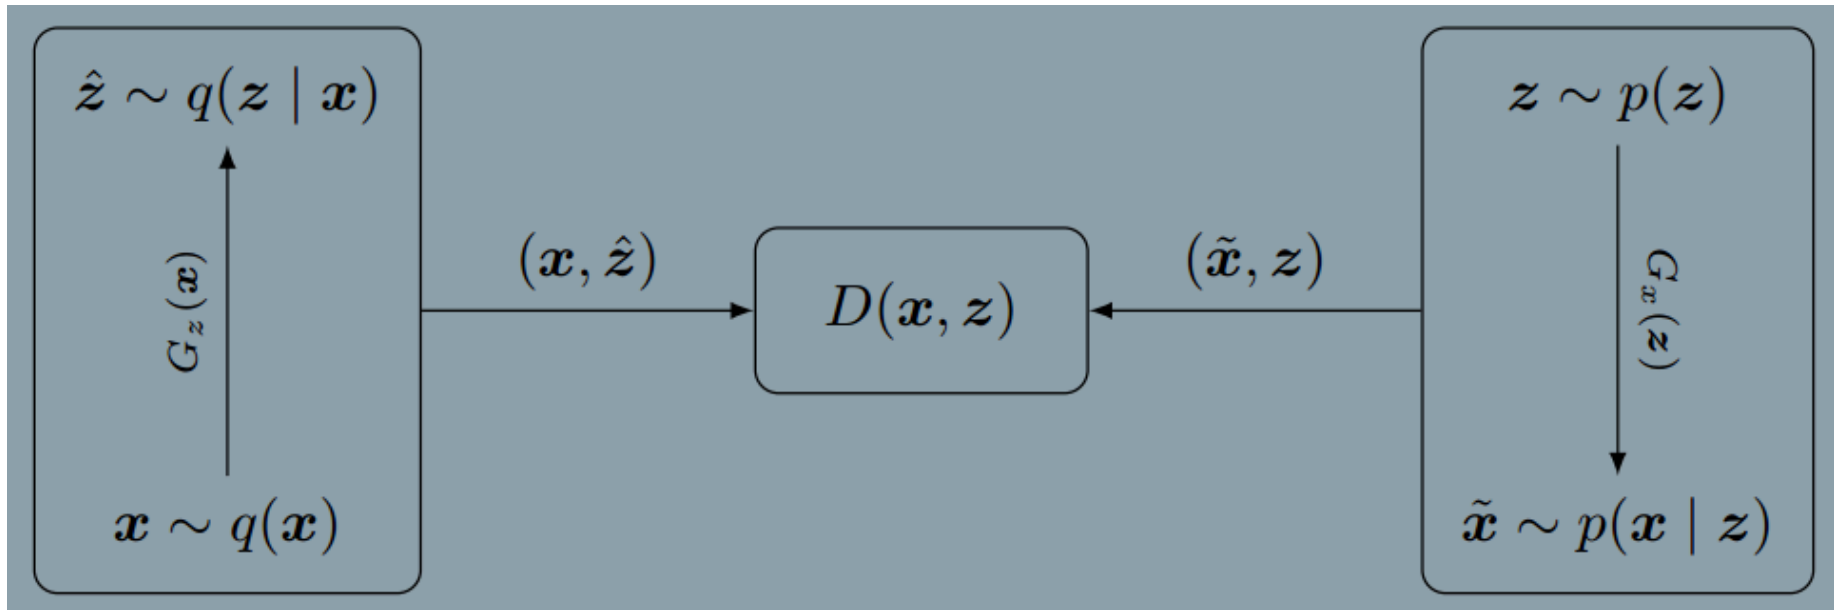 ẑ ∼ q(z | x)
G_z(x)
x ∼ q(x)
(x, ẑ)
D(x, z)
(x̃, z)
z ∼ p(z)
G_x(z)
x̃ ∼ p(x | z)